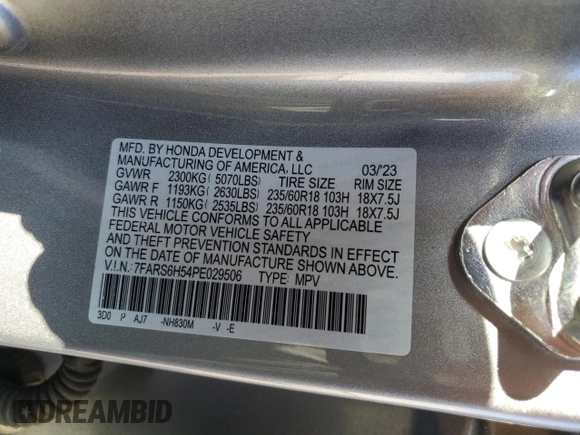 MFD. BY HONDA DEVELOPMENT &
MANUFACTURING OF AMERICA, LLC 03/'23
GVWR 2300KG( 5070LBS) TIRE SIZE RIM SIZE
GAWR F 1193KG( 2630LBS) 235/60R18 103H 18X7.5J
GAWR R 1150KG( 2535LBS) 235/60R18 103H 18X7.5J
THIS VEHICLE CONFORMS TO ALL APPLICABLE
FEDERAL MOTOR VEHICLE SAFETY
AND THEFT PREVENTION STANDARDS IN EFFECT
ON THE DATE OF MANUFACTURE SHOWN ABOVE.
V.I.N.: 7FARS6H54PE029506 TYPE: MPV
3D0 P AJ7 -NH830M -V -E
DREAMBID